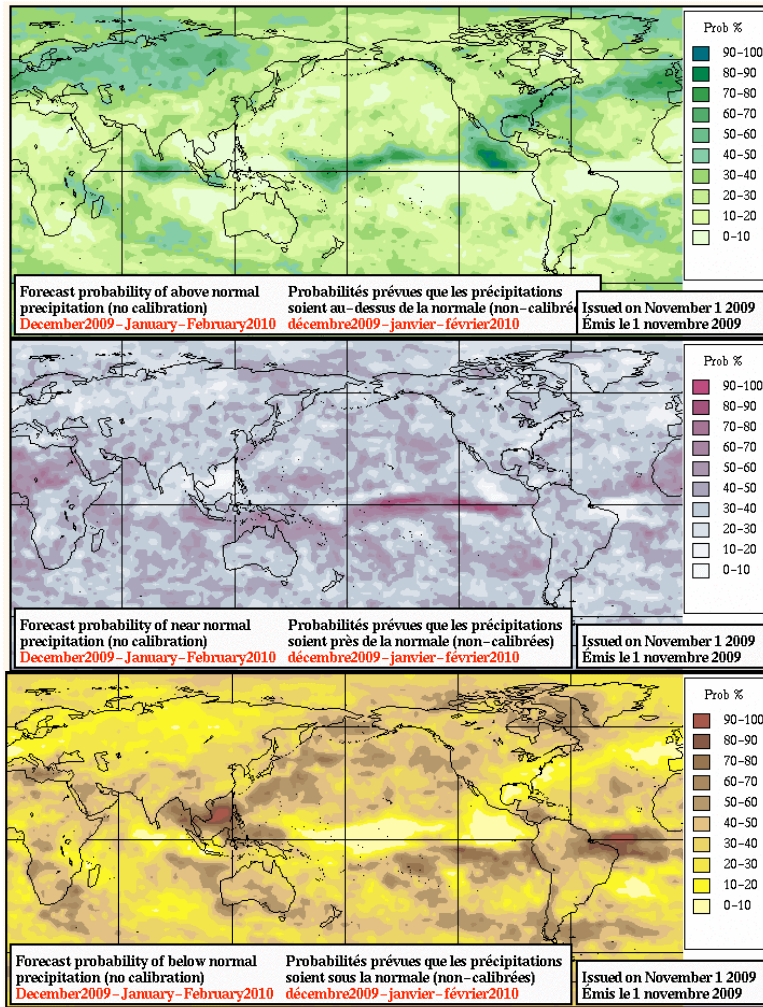 Prob %
90-100
80-90
70-80
60-70
50-60
40-50
30-40
20-30
10-20
0-10
Forecast probability of above normal
precipitation (no calibration)
December2009-January-February2010
Probabilités prévues que les précipitations
soient au-dessus de la normale (non-calibrée
décembre2009-janvier-février2010
Issued on November 1 2009
Émis le 1 novembre 2009
Prob %
90-100
80-90
70-80
60-70
50-60
40-50
30-40
20-30
10-20
0-10
Forecast probability of near normal
precipitation (no calibration)
December2009-January-February2010
Probabilités prévues que les précipitations
soient près de la normale (non-calibrées)
décembre2009-janvier-février2010
Issued on November 1 2009
Émis le 1 novembre 2009
Prob %
90-100
80-90
70-80
60-70
50-60
40-50
30-40
20-30
10-20
0-10
Forecast probability of below normal
precipitation (no calibration)
December2009-January-February2010
Probabilités prévues que les précipitations
soient sous la normale (non-calibrées)
décembre2009-janvier-février2010
Issued on November 1 2009
Émis le 1 novembre 2009